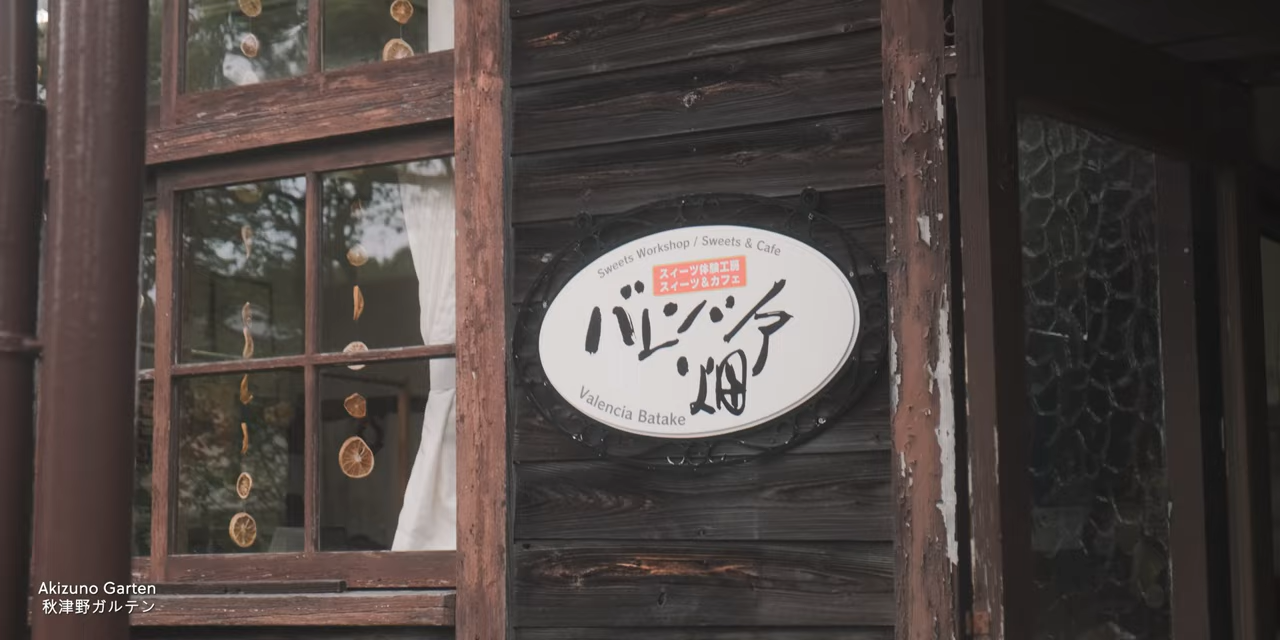 Sweets Workshop / Sweets & Cafe
スイーツ体験工房
スイーツ&カフェ
バレンシア
畑
Valencia Batake
Akizuno Garten
秋津野ガルテン